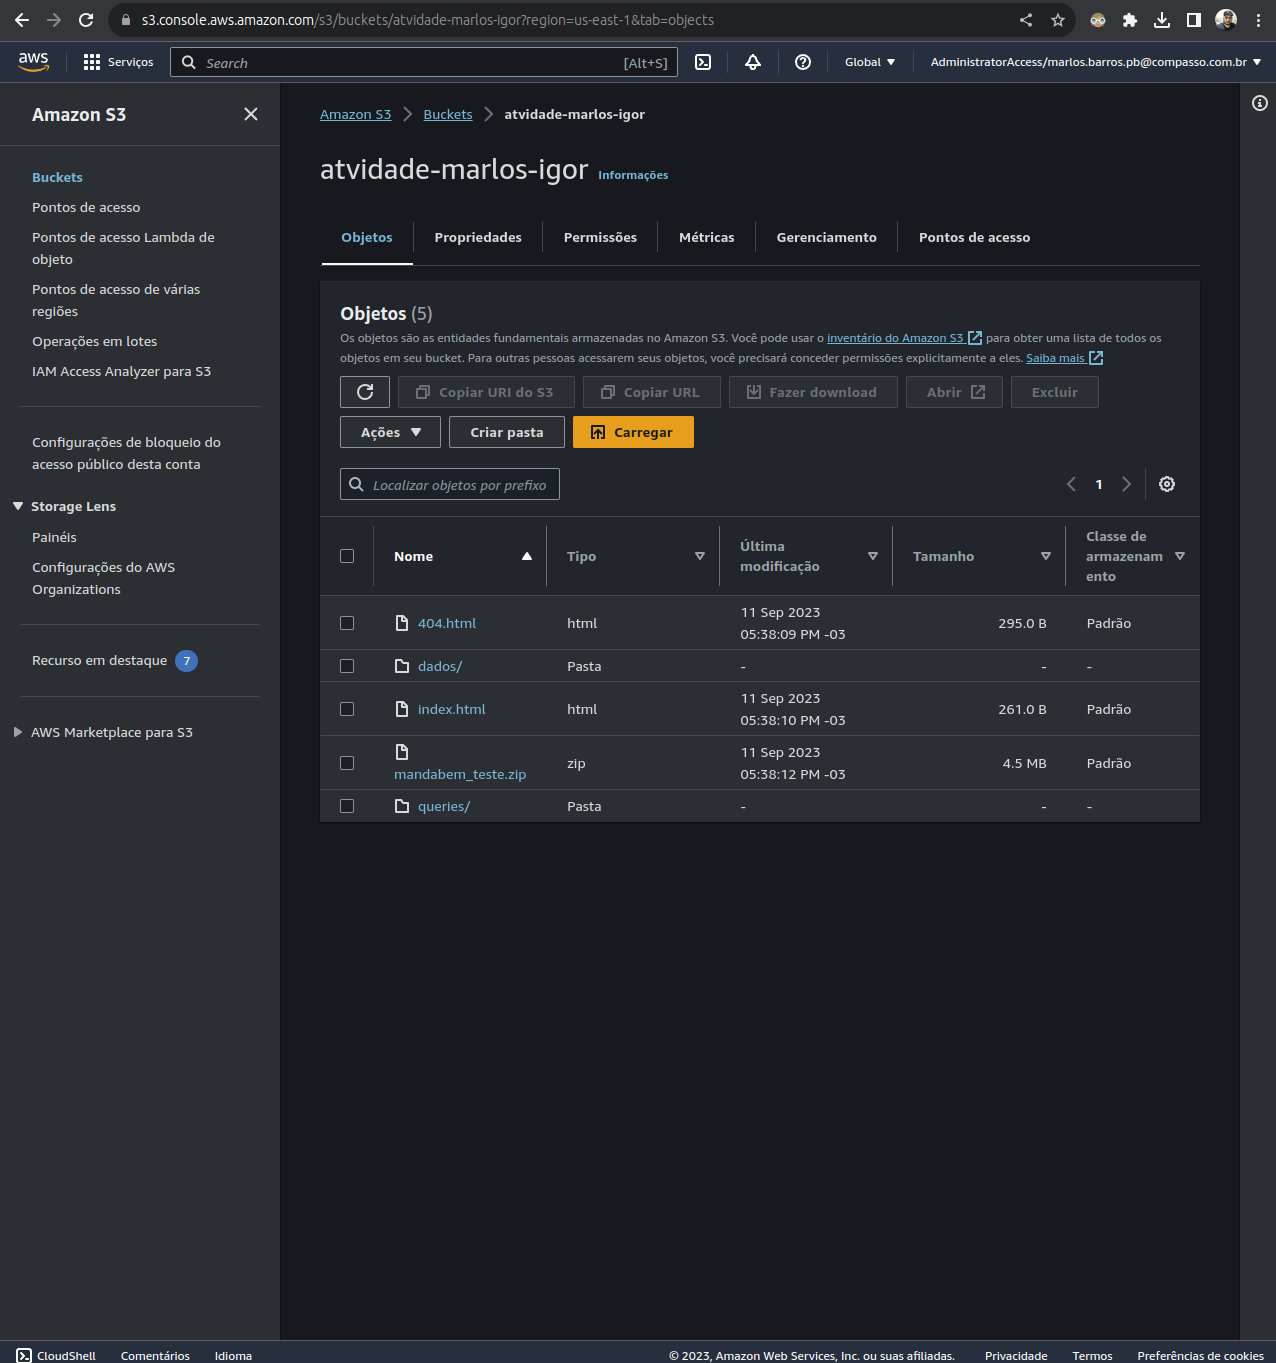 s3.console.aws.amazon.com/s3/buckets/atvidade-marlos-igor?region=us-east-1&tab=objects
aws
Serviços
Search
[Alt+S]
Global
AdministratorAccess/marlos.barros.pb@compasso.com.br
Amazon S3
Buckets
Pontos de acesso
Pontos de acesso Lambda de
objeto
Pontos de acesso de várias
regiões
Operações em lotes
IAM Access Analyzer para S3
Configurações de bloqueio do
acesso público desta conta
Storage Lens
Painéis
Configurações do AWS
Organizations
Recurso em destaque 7
AWS Marketplace para S3
Amazon S3 Buckets atvidade-marlos-igor
atvidade-marlos-igor Informações
Objetos Propriedades Permissões Métricas Gerenciamento Pontos de acesso
Objetos (5)
Os objetos são as entidades fundamentais armazenadas no Amazon S3. Você pode usar o inventário do Amazon S3 para obter uma lista de todos os
objetos em seu bucket. Para outras pessoas acessarem seus objetos, você precisará conceder permissões explicitamente a eles. Saiba mais
Copiar URI do S3 Copiar URL Fazer download Abrir Excluir
Ações Criar pasta Carregar
Localizar objetos por prefixo
1
Nome
Tipo
Última
modificação
Tamanho
Classe de
armazenam
ento
404.html html 11 Sep 2023
05:38:09 PM -03 295.0 B Padrão
dados/ Pasta - - -
index.html html 11 Sep 2023
05:38:10 PM -03 261.0 B Padrão
mandabem_teste.zip zip 11 Sep 2023
05:38:12 PM -03 4.5 MB Padrão
queries/ Pasta - - -
CloudShell Comentários Idioma
© 2023, Amazon Web Services, Inc. ou suas afiliadas. Privacidade Termos Preferências de cookies